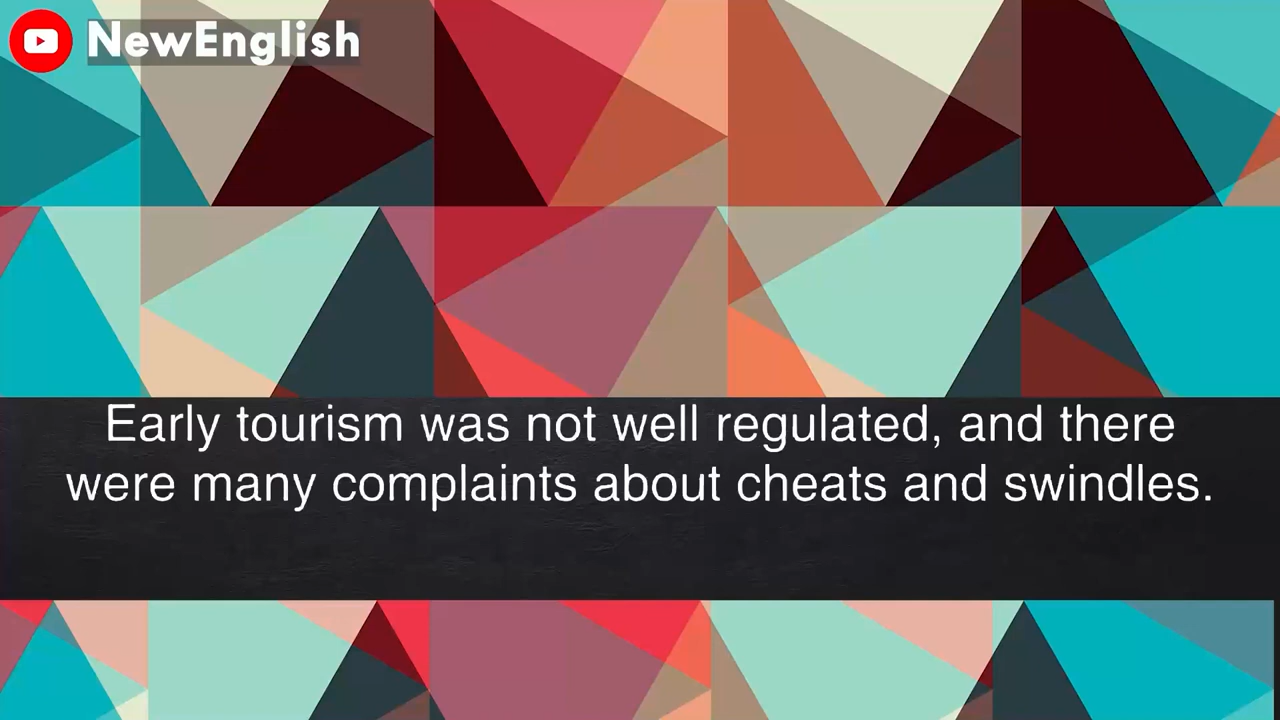 NewEnglish
Early tourism was not well regulated, and there
were many complaints about cheats and swindles.